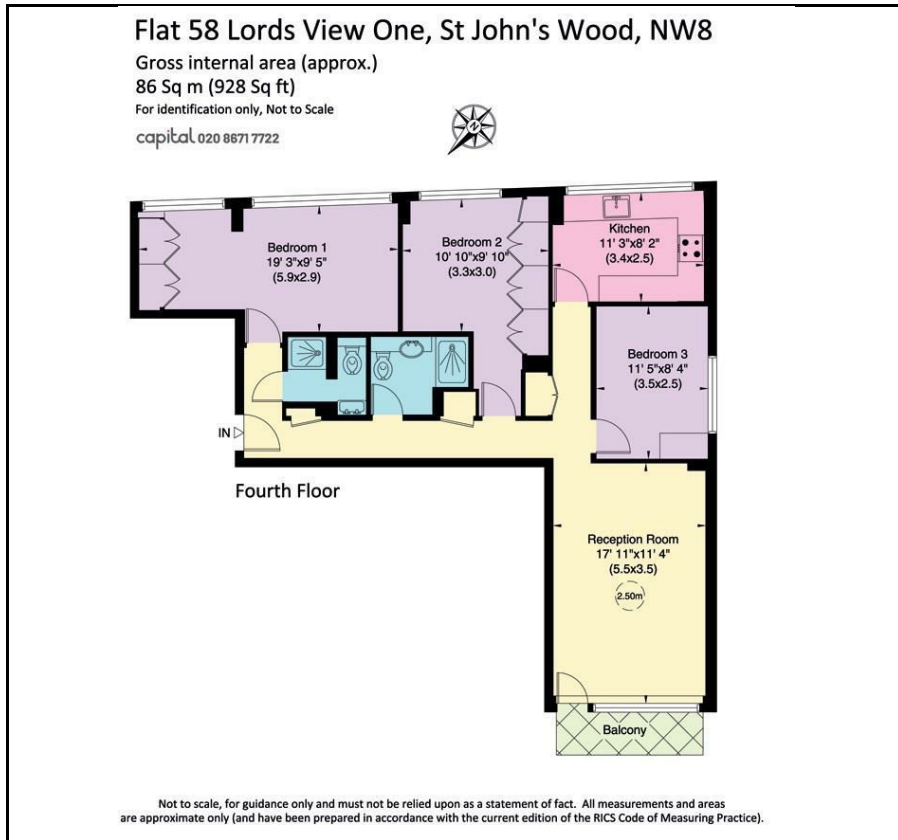 Flat 58 Lords View One, St John's Wood, NW8
Gross internal area (approx.)
86 Sq m (928 Sq ft)
For identification only, Not to Scale
capital 020 8671 7722
N
Bedroom 1
19' 3"x9' 5"
(5.9x2.9)
Bedroom 2
10' 10"x9' 10"
(3.3x3.0)
Kitchen
11' 3"x8' 2"
(3.4x2.5)
Bedroom 3
11' 5"x8' 4"
(3.5x2.5)
IN
Fourth Floor
Reception Room
17' 11"x11' 4"
(5.5x3.5)
2.50m
Balcony
Not to scale, for guidance only and must not be relied upon as a statement of fact. All measurements and areas
are approximate only (and have been prepared in accordance with the current edition of the RICS Code of Measuring Practice).